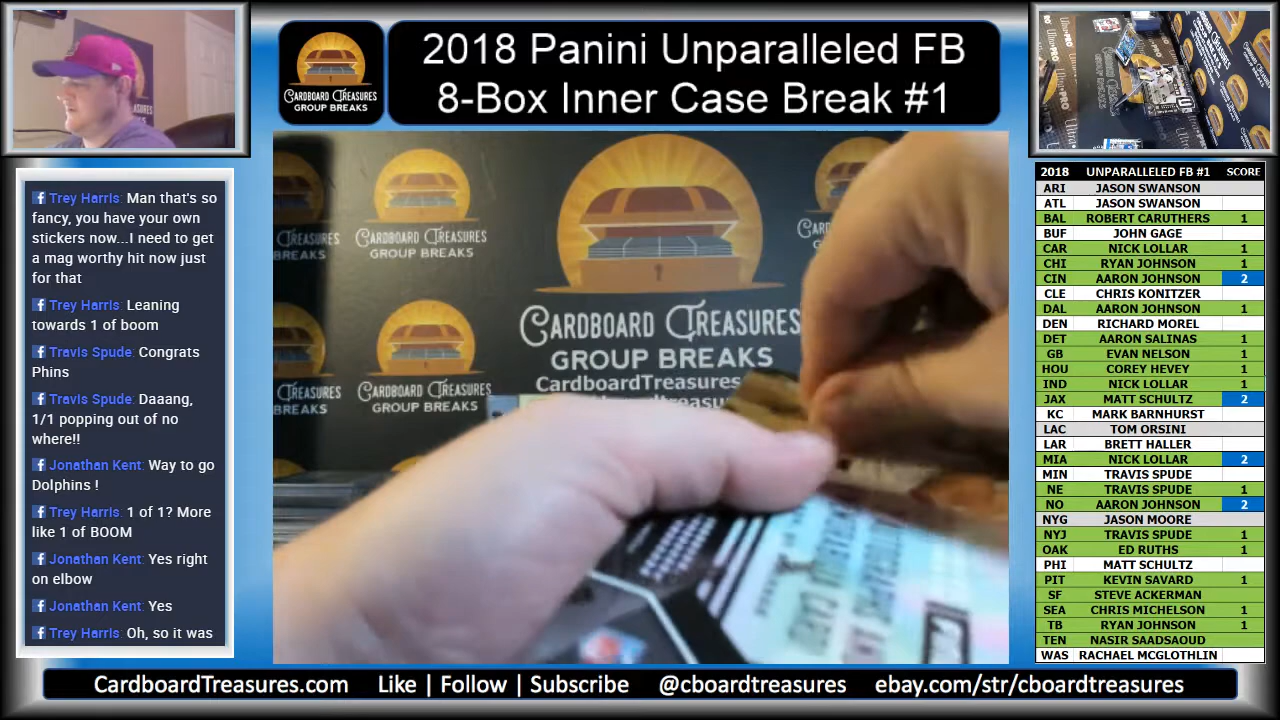 2018 Panini Unparalleled FB
8-Box Inner Case Break #1
CARDBOARD TREASURES
GROUP BREAKS
Trey Harris: Man that's so
fancy, you have your own
stickers now...I need to get
a mag worthy hit now just
for that
Trey Harris: Leaning
towards 1 of boom
Travis Spude: Congrats
Phins
Travis Spude: Daaang,
1/1 popping out of no
where!!
Jonathan Kent: Way to go
Dolphins !
Trey Harris: 1 of 1? More
like 1 of BOOM
Jonathan Kent: Yes right
on elbow
Jonathan Kent: Yes
Trey Harris: Oh, so it was
CARDBOARD TREASURES
GROUP BREAKS
CARDBOARD TREASURES
GROUP BREAKS
CARDBOARD TREASURES
GROUP BREAKS
CardboardTreasures
2018 UNPARALLELED FB #1 SCORE
ARI JASON SWANSON
ATL JASON SWANSON
BAL ROBERT CARUTHERS 1
BUF JOHN GAGE
CAR NICK LOLLAR 1
CHI RYAN JOHNSON 1
CIN AARON JOHNSON 2
CLE CHRIS KONITZER
DAL AARON JOHNSON 1
DEN RICHARD MOREL
DET AARON SALINAS 1
GB EVAN NELSON 1
HOU COREY HEVEY 1
IND NICK LOLLAR 1
JAX MATT SCHULTZ 2
KC MARK BARNHURST
LAC TOM ORSINI
LAR BRETT HALLER
MIA NICK LOLLAR 2
MIN TRAVIS SPUDE
NE TRAVIS SPUDE 1
NO AARON JOHNSON 2
NYG JASON MOORE
NYJ TRAVIS SPUDE 1
OAK ED RUTHS 1
PHI MATT SCHULTZ
PIT KEVIN SAVARD 1
SF STEVE ACKERMAN
SEA CHRIS MICHELSON 1
TB RYAN JOHNSON 1
TEN NASIR SAADSAOUD
WAS RACHAEL MCGLOTHLIN
CardboardTreasures.com Like | Follow | Subscribe @cboardtreasures ebay.com/str/cboardtreasures